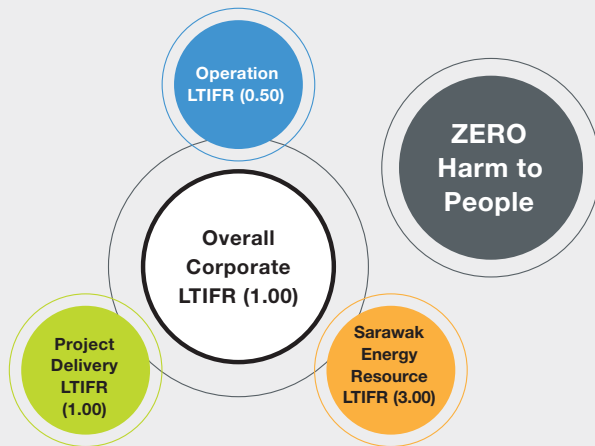 Operation
LTIFR (0.50)
ZERO
Harm to
People
Overall
Corporate
LTIFR (1.00)
Project
Delivery
LTIFR
(1.00)
Sarawak
Energy
Resource
LTIFR (3.00)